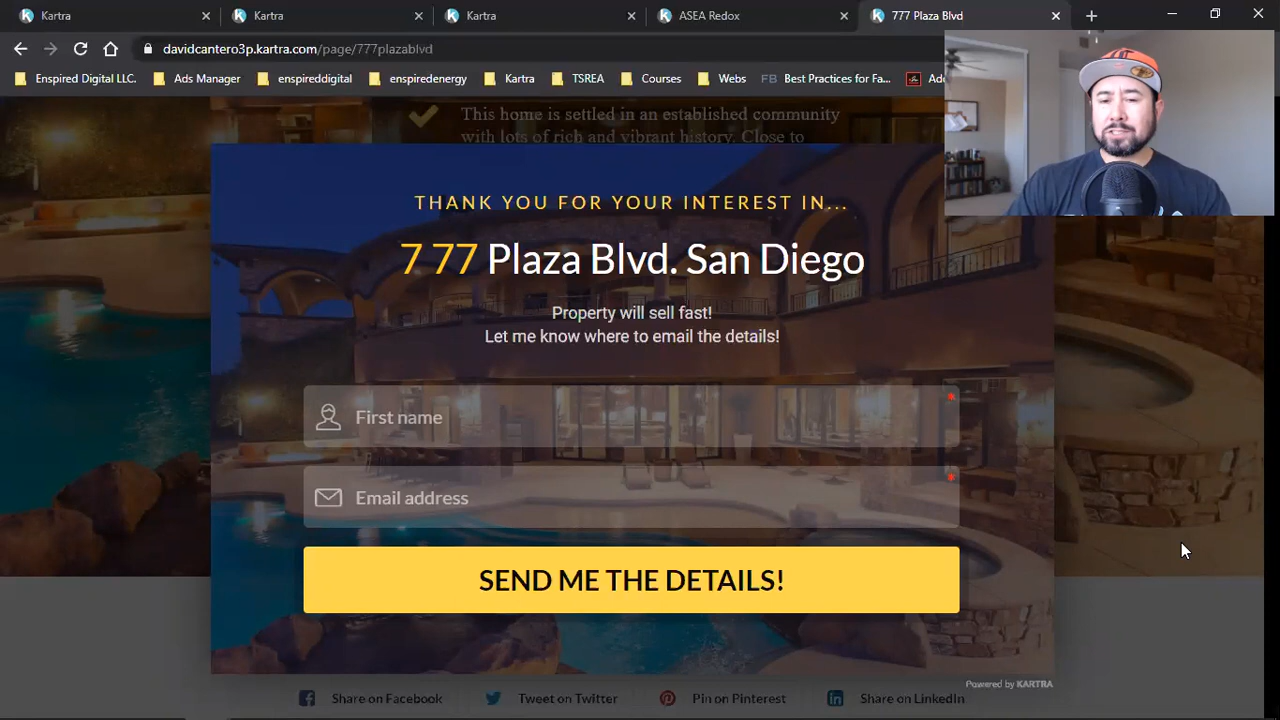 Kartra
Kartra
Kartra
ASEA Redox
777 Plaza Blvd
davidcantero3p.kartra.com/page/777plazablvd
Enspired Digital LLC.
Ads Manager
enspireddigital
enspiredenergy
Kartra
TSREA
Courses
Webs
FB Best Practices for Fa...
This home is settled in an established community
with lots of rich and vibrant history. Close to
THANK YOU FOR YOUR INTEREST IN...
7 77 Plaza Blvd. San Diego
Property will sell fast!
Let me know where to email the details!
First name *
Email address *
SEND ME THE DETAILS!
Powered by KARTRA
Share on Facebook
Tweet on Twitter
Pin on Pinterest
Share on LinkedIn